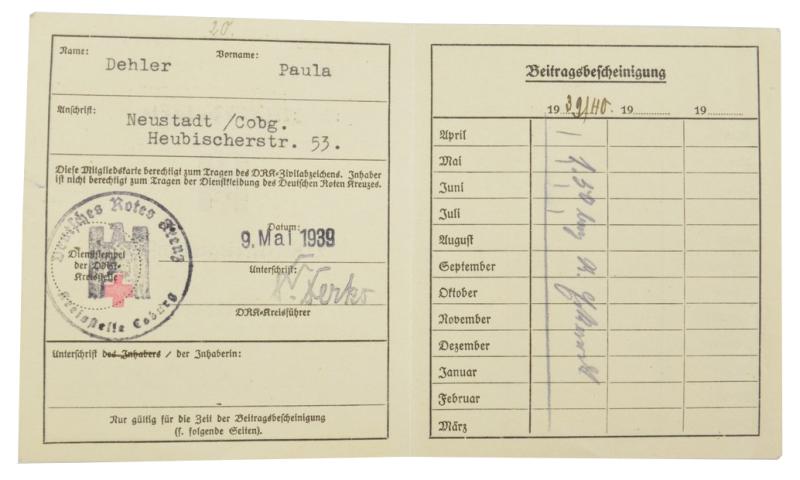 20.
Name: Vorname:
Dehler Paula
Anschrift:
Neustadt /Cobg.
Heubischerstr. 53.
Diese Mitgliedskarte berechtigt zum Tragen des DRK-Zivilabzeichens. Inhaber
ist nicht berechtigt zum Tragen der Dienstkleidung des Deutschen Roten Kreuzes.
Deutsches Rotes Kreuz
Kreisstelle Coburg
Dienststempel
der DRK-
Kreisstelle
Datum:
9. Mai 1939
Unterschrift:
DRK-Kreisführer
Unterschrift des Inhabers / der Inhaberin:
Nur gültig für die Zeit der Beitragsbescheinigung
(s. folgende Seiten).
Beitragsbescheinigung
19 39/40. 19 19
April
Mai
Juni
Juli
August
September
Oktober
November
Dezember
Januar
Februar
März
1.50